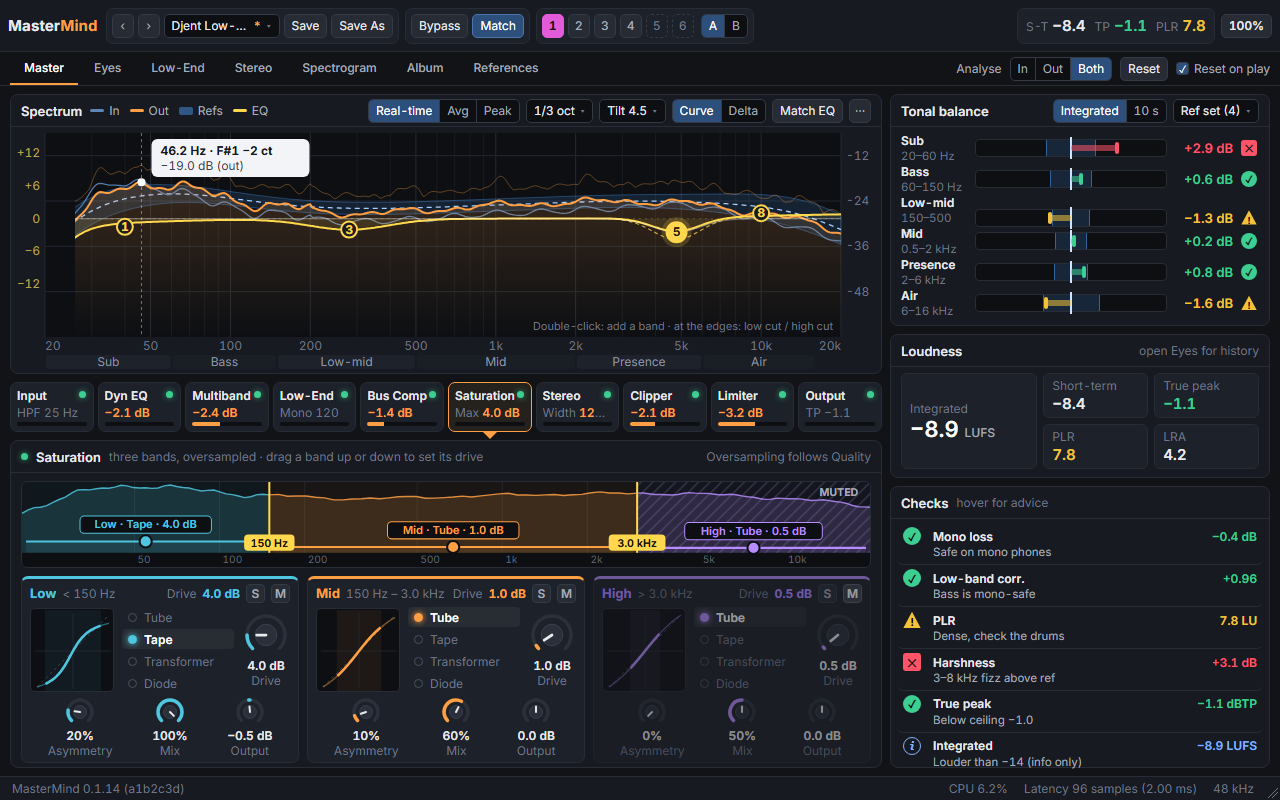 MasterMind ‹ › Djent Low-... * Save Save As Bypass Match 1 2 3 4 5 6 A B S-T −8.4 TP −1.1 PLR 7.8 100%
Master Eyes Low-End Stereo Spectrogram Album References Analyse In Out Both Reset Reset on play
Spectrum In Out Refs EQ Real-time Avg Peak 1/3 oct Tilt 4.5 Curve Delta Match EQ ...
46.2 Hz · F#1 −2 ct
−19.0 dB (out)
+12 −12
+6 −24
0
−6 −36
−12 −48
1 3 5 8
Double-click: add a band · at the edges: low cut / high cut
20 50 100 200 500 1k 2k 5k 10k 20k
Sub Bass Low-mid Mid Presence Air
Input
HPF 25 Hz
Dyn EQ
−2.1 dB
Multiband
−2.4 dB
Low-End
Mono 120
Bus Comp
−1.4 dB
Saturation
Max 4.0 dB
Stereo
Width 12...
Clipper
−2.1 dB
Limiter
−3.2 dB
Output
TP −1.1
Saturation three bands, oversampled · drag a band up or down to set its drive Oversampling follows Quality
MUTED
Low · Tape · 4.0 dB
Mid · Tube · 1.0 dB
High · Tube · 0.5 dB
150 Hz 3.0 kHz
50 100 200 500 1k 2k 5k 10k
Low < 150 Hz Drive 4.0 dB S M
Tube
Tape
Transformer
Diode
4.0 dB
Drive
20% 100% −0.5 dB
Asymmetry Mix Output
Mid 150 Hz – 3.0 kHz Drive 1.0 dB S M
Tube
Tape
Transformer
Diode
1.0 dB
Drive
10% 60% 0.0 dB
Asymmetry Mix Output
High > 3.0 kHz Drive 0.5 dB S M
Tube
Tape
Transformer
Diode
0.5 dB
Drive
0% 50% 0.0 dB
Asymmetry Mix Output
Tonal balance Integrated 10 s Ref set (4)
Sub
20–60 Hz
+2.9 dB
Bass
60–150 Hz
+0.6 dB
Low-mid
150–500
−1.3 dB
Mid
0.5–2 kHz
+0.2 dB
Presence
2–6 kHz
+0.8 dB
Air
6–16 kHz
−1.6 dB
Loudness open Eyes for history
Integrated
−8.9 LUFS
Short-term
−8.4
True peak
−1.1
PLR
7.8
LRA
4.2
Checks hover for advice
Mono loss −0.4 dB
Safe on mono phones
Low-band corr. +0.96
Bass is mono-safe
PLR 7.8 LU
Dense, check the drums
Harshness +3.1 dB
3–8 kHz fizz above ref
True peak −1.1 dBTP
Below ceiling −1.0
Integrated −8.9 LUFS
Louder than −14 (info only)
MasterMind 0.1.14 (a1b2c3d) CPU 6.2% Latency 96 samples (2.00 ms) 48 kHz